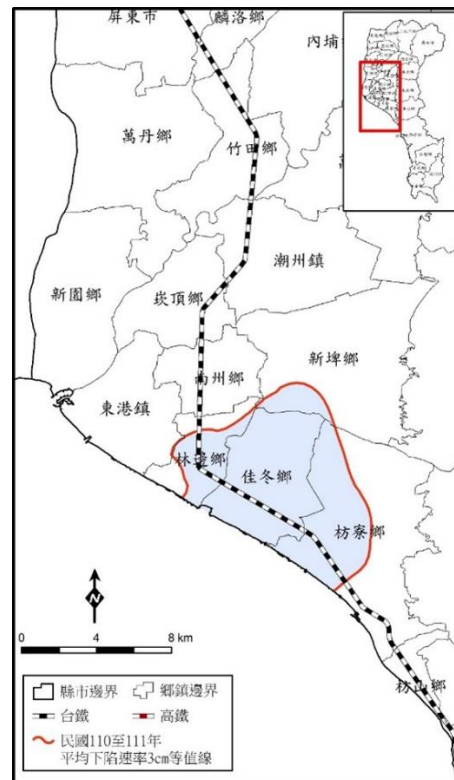 屏東市
麟洛鄉
內埔
萬丹鄉
竹田鄉
潮州鎮
新園鄉
崁頂鄉
新埤鄉
南州鄉
東港鎮
林邊鄉
佳冬鄉
枋寮鄉
枋山鄉
N
0 4 8 km
縣市邊界 鄉鎮邊界
台鐵 高鐵
民國110至111年
平均下陷速率3cm等值線